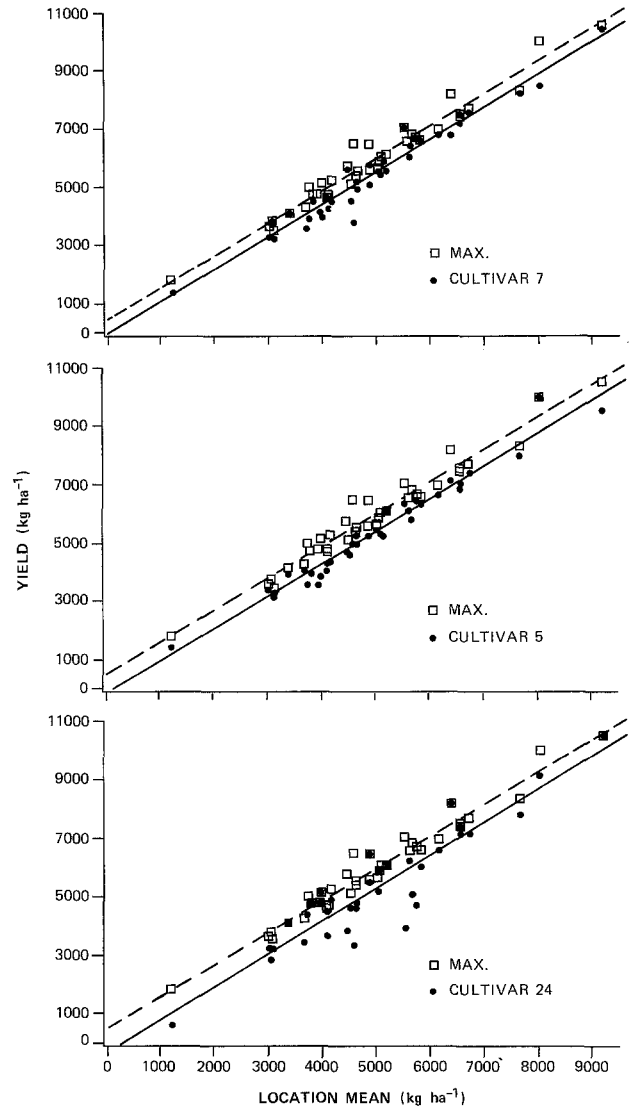 11000
9000
7000
5000
3000
1000
0
□ MAX.
● CULTIVAR 7
11000
9000
7000
5000
3000
1000
0
□ MAX.
● CULTIVAR 5
YIELD (kg ha⁻¹)
11000
9000
7000
5000
3000
1000
0
□ MAX.
● CULTIVAR 24
0 1000 2000 3000 4000 5000 6000 7000 8000 9000
LOCATION MEAN (kg ha⁻¹)